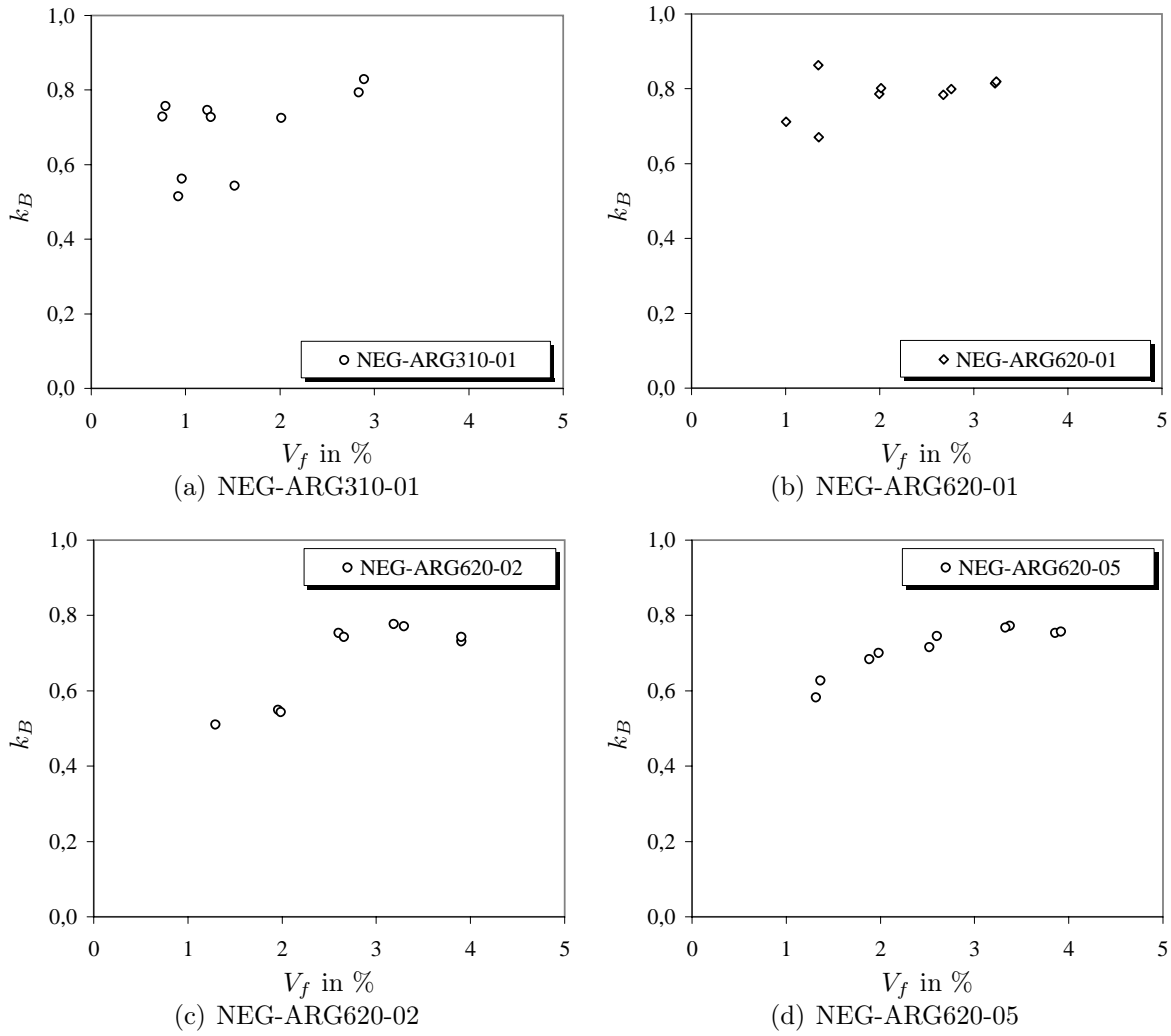 1,0
0,8
0,6
0,4
0,2
0,0
k_B
0 1 2 3 4 5
V_f in %
NEG-ARG310-01
(a) NEG-ARG310-01
1,0
0,8
0,6
0,4
0,2
0,0
k_B
0 1 2 3 4 5
V_f in %
NEG-ARG620-01
(b) NEG-ARG620-01
1,0
0,8
0,6
0,4
0,2
0,0
k_B
NEG-ARG620-02
0 1 2 3 4 5
V_f in %
(c) NEG-ARG620-02
1,0
0,8
0,6
0,4
0,2
0,0
k_B
NEG-ARG620-05
0 1 2 3 4 5
V_f in %
(d) NEG-ARG620-05